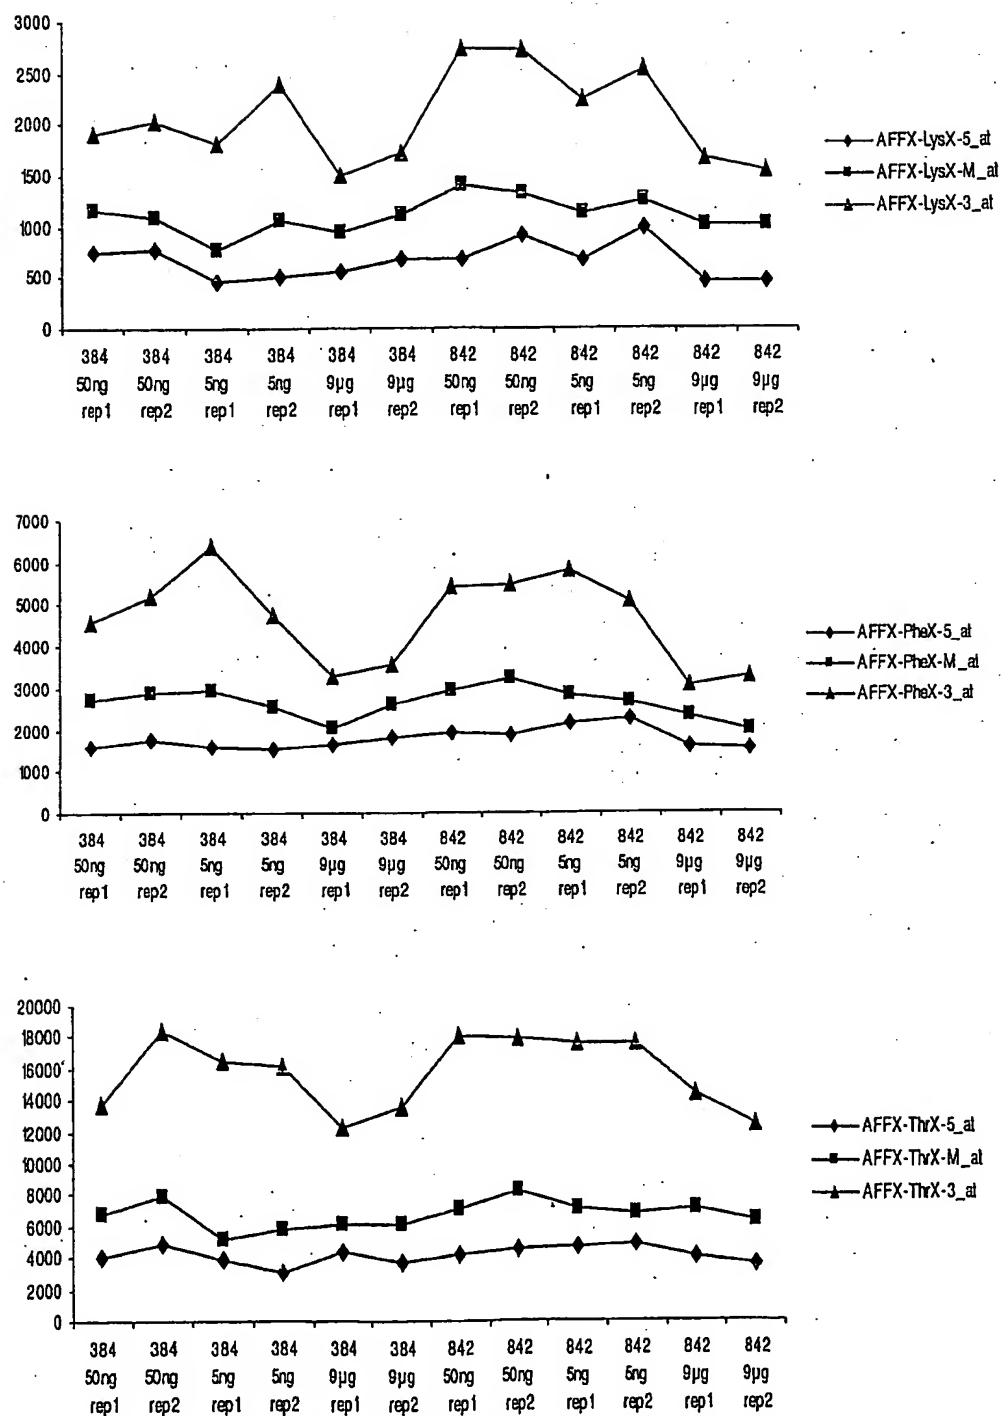 3000
2500
2000
1500
1000
500
0
AFFX-LysX-5_at
AFFX-LysX-M_at
AFFX-LysX-3_at
384 384 384 384 384 384 842 842 842 842 842 842
50ng 50ng 5ng 5ng 9µg 9µg 50ng 50ng 5ng 5ng 9µg 9µg
rep1 rep2 rep1 rep2 rep1 rep2 rep1 rep2 rep1 rep2 rep1 rep2
7000
6000
5000
4000
3000
2000
1000
0
AFFX-PheX-5_at
AFFX-PheX-M_at
AFFX-PheX-3_at
384 384 384 384 384 384 842 842 842 842 842 842
50ng 50ng 5ng 5ng 9µg 9µg 50ng 50ng 5ng 5ng 9µg 9µg
rep1 rep2 rep1 rep2 rep1 rep2 rep1 rep2 rep1 rep2 rep1 rep2
20000
18000
16000
14000
12000
10000
8000
6000
4000
2000
0
AFFX-ThrX-5_at
AFFX-ThrX-M_at
AFFX-ThrX-3_at
384 384 384 384 384 384 842 842 842 842 842 842
50ng 50ng 5ng 5ng 9µg 9µg 50ng 50ng 5ng 5ng 9µg 9µg
rep1 rep2 rep1 rep2 rep1 rep2 rep1 rep2 rep1 rep2 rep1 rep2